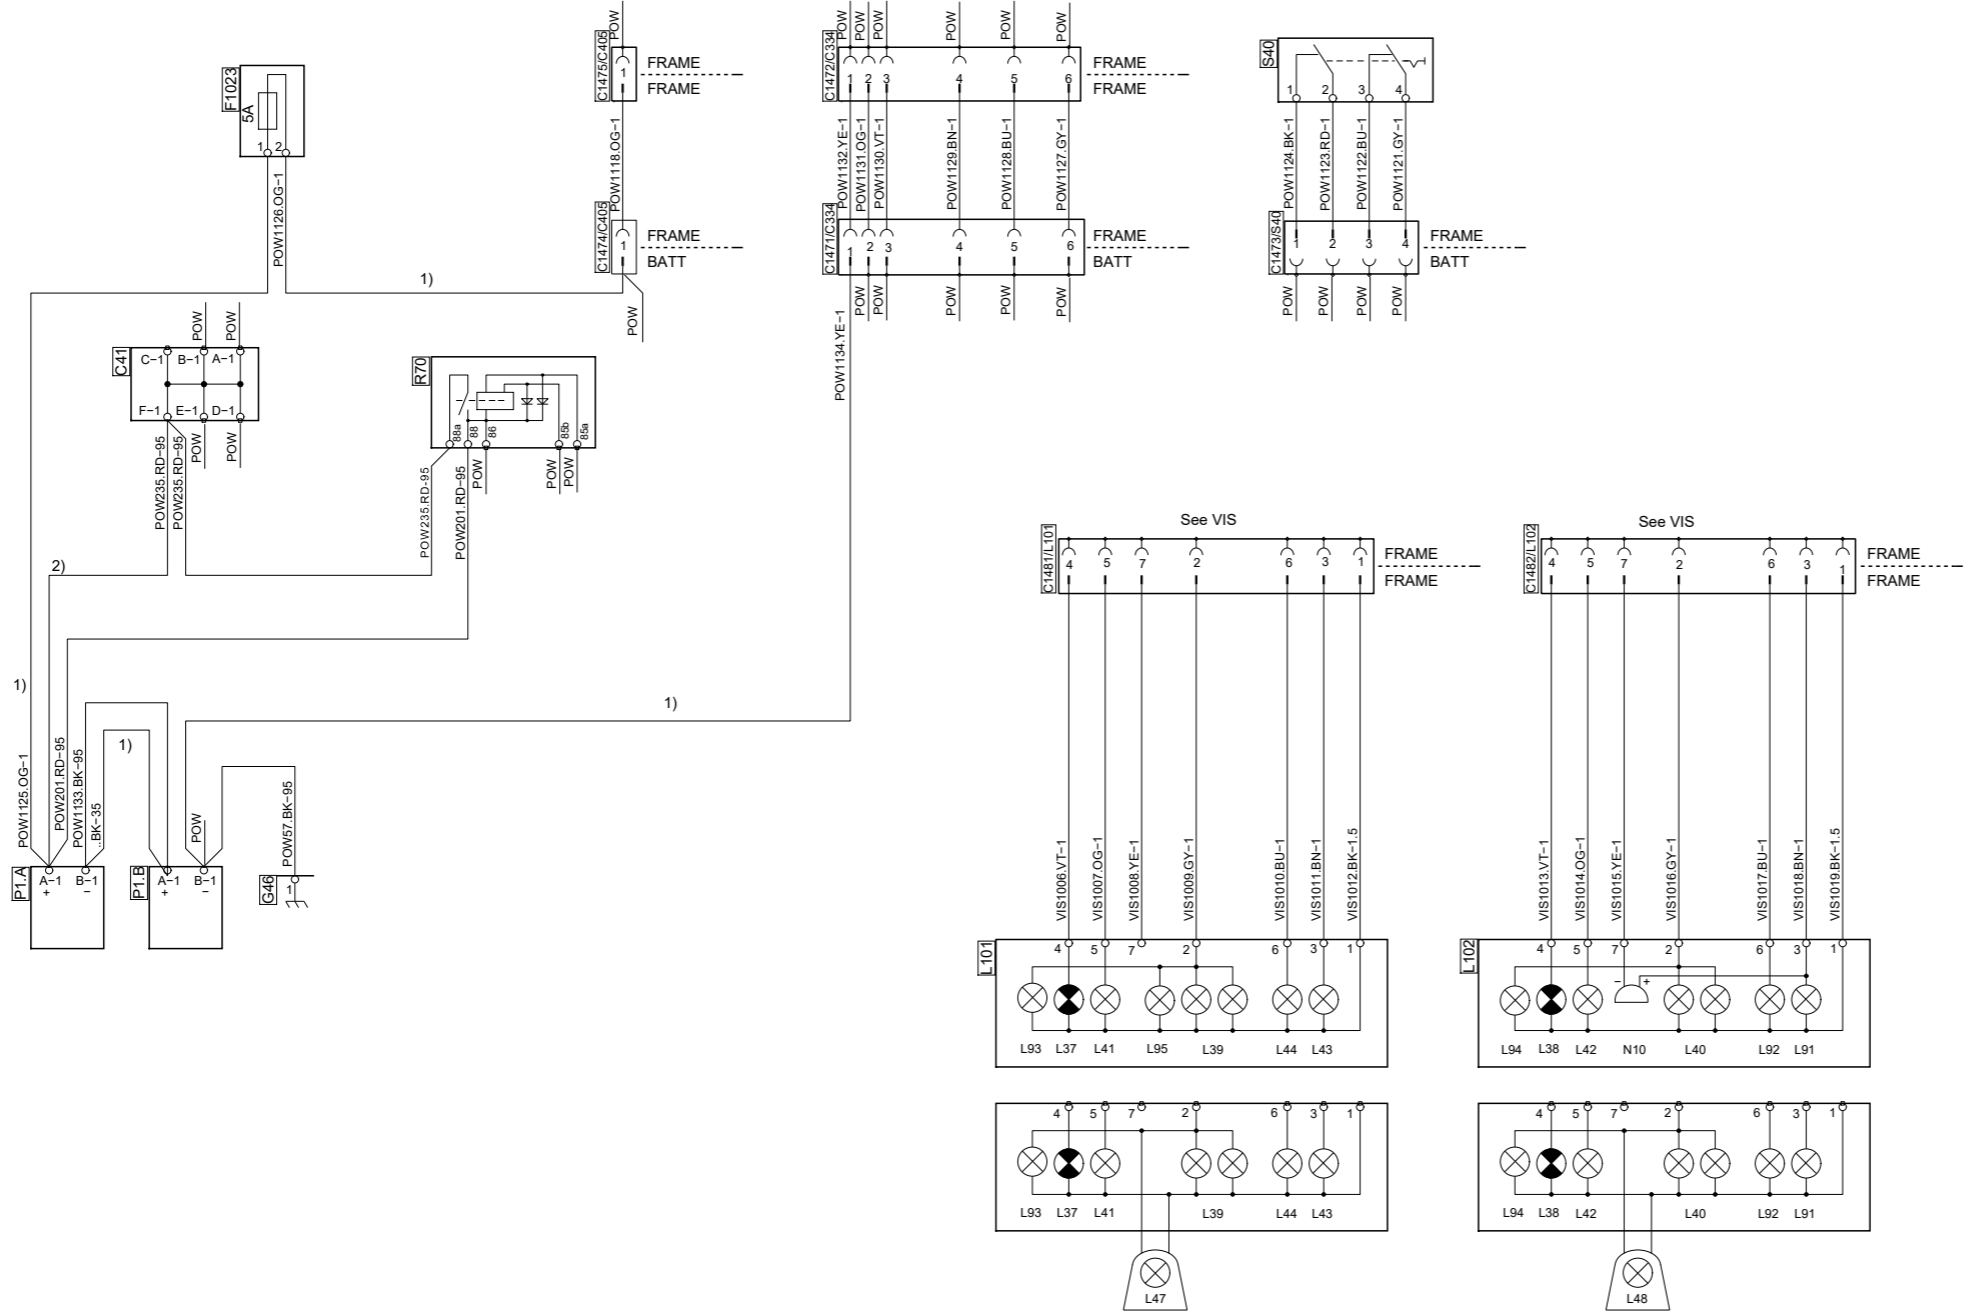 F1023
5A
1 2
POW1126.OG−1
C1475/C405
POW
1
FRAME
FRAME
POW1118.OG−1
C1474/C405
1
FRAME
BATT
POW
1)
C1472/C334
POW POW POW POW POW POW
1 2 3 4 5 6
FRAME
FRAME
POW1132.YE−1
POW1131.OG−1
POW1130.VT−1
POW1129.BN−1
POW1128.BU−1
POW1127.GY−1
C1471/C334
1 2 3 4 5 6
FRAME
BATT
POW POW POW POW POW
POW1134.YE−1
S40
1 2 3 4
POW1124.BK−1
POW1123.RD−1
POW1122.BU−1
POW1121.GY−1
C1473/S40
1 2 3 4
FRAME
BATT
POW POW POW POW
C41
POW POW
C−1 B−1 A−1
F−1 E−1 D−1
POW POW
POW235.RD−95
POW235.RD−95
R70
88a 88 86 85b 85a
POW POW POW
POW235.RD-95
POW201.RD−95
2)
1)
1)
1)
POW1125.OG−1
POW201.RD−95
POW1133.BK−95
..BK−35
POW
POW57.BK−95
P1.A
A−1 B−1
+ −
P1.B
A−1 B−1
+ −
G46
1
See VIS
C1481/L101
4 5 7 2 6 3 1
FRAME
FRAME
VIS1006.VT−1
VIS1007.OG−1
VIS1008.YE−1
VIS1009.GY−1
VIS1010.BU−1
VIS1011.BN−1
VIS1012.BK−1.5
L101
4 5 7 2 6 3 1
L93 L37 L41 L95 L39 L44 L43
4 5 7 2 6 3 1
L93 L37 L41 L39 L44 L43
L47
See VIS
C1482/L102
4 5 7 2 6 3 1
FRAME
FRAME
VIS1013.VT−1
VIS1014.OG−1
VIS1015.YE−1
VIS1016.GY−1
VIS1017.BU−1
VIS1018.BN−1
VIS1019.BK−1.5
L102
4 5 7 2 6 3 1
− +
L94 L38 L42 N10 L40 L92 L91
4 5 7 2 6 3 1
L94 L38 L42 L40 L92 L91
L48